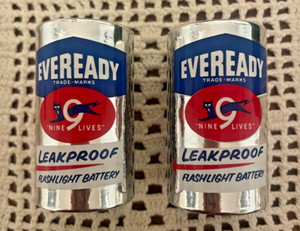 EVEREADY
TRADE-MARKS
9
"NINE LIVES"
LEAKPROOF
FLASHLIGHT BATTERY
EVEREADY
TRADE-MARKS
9
"NINE LIVES"
LEAKPROOF
FLASHLIGHT BATTERY